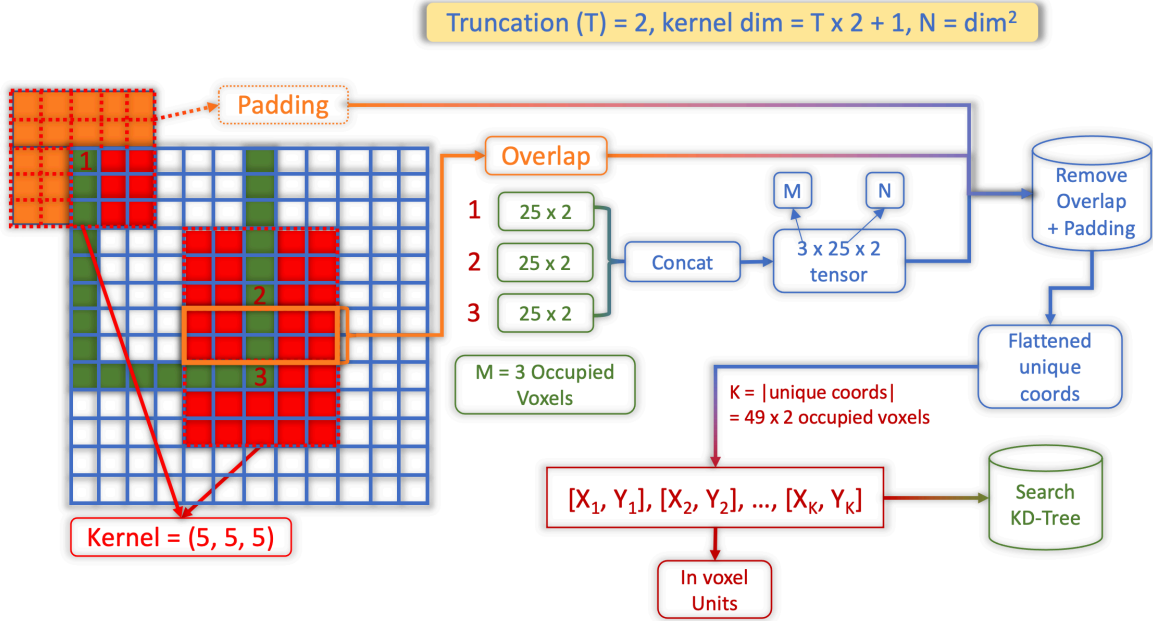 Truncation (T) = 2, kernel dim = T x 2 + 1, N = dim²
Padding
1
Overlap
1
25 x 2
2
25 x 2
3
25 x 2
Concat
M
N
3 x 25 x 2
tensor
Remove
Overlap
+ Padding
2
3
M = 3 Occupied
Voxels
Flattened
unique
coords
K = |unique coords|
= 49 x 2 occupied voxels
[X₁, Y₁], [X₂, Y₂], ..., [Xₖ, Yₖ]
Search
KD-Tree
Kernel = (5, 5, 5)
In voxel
Units